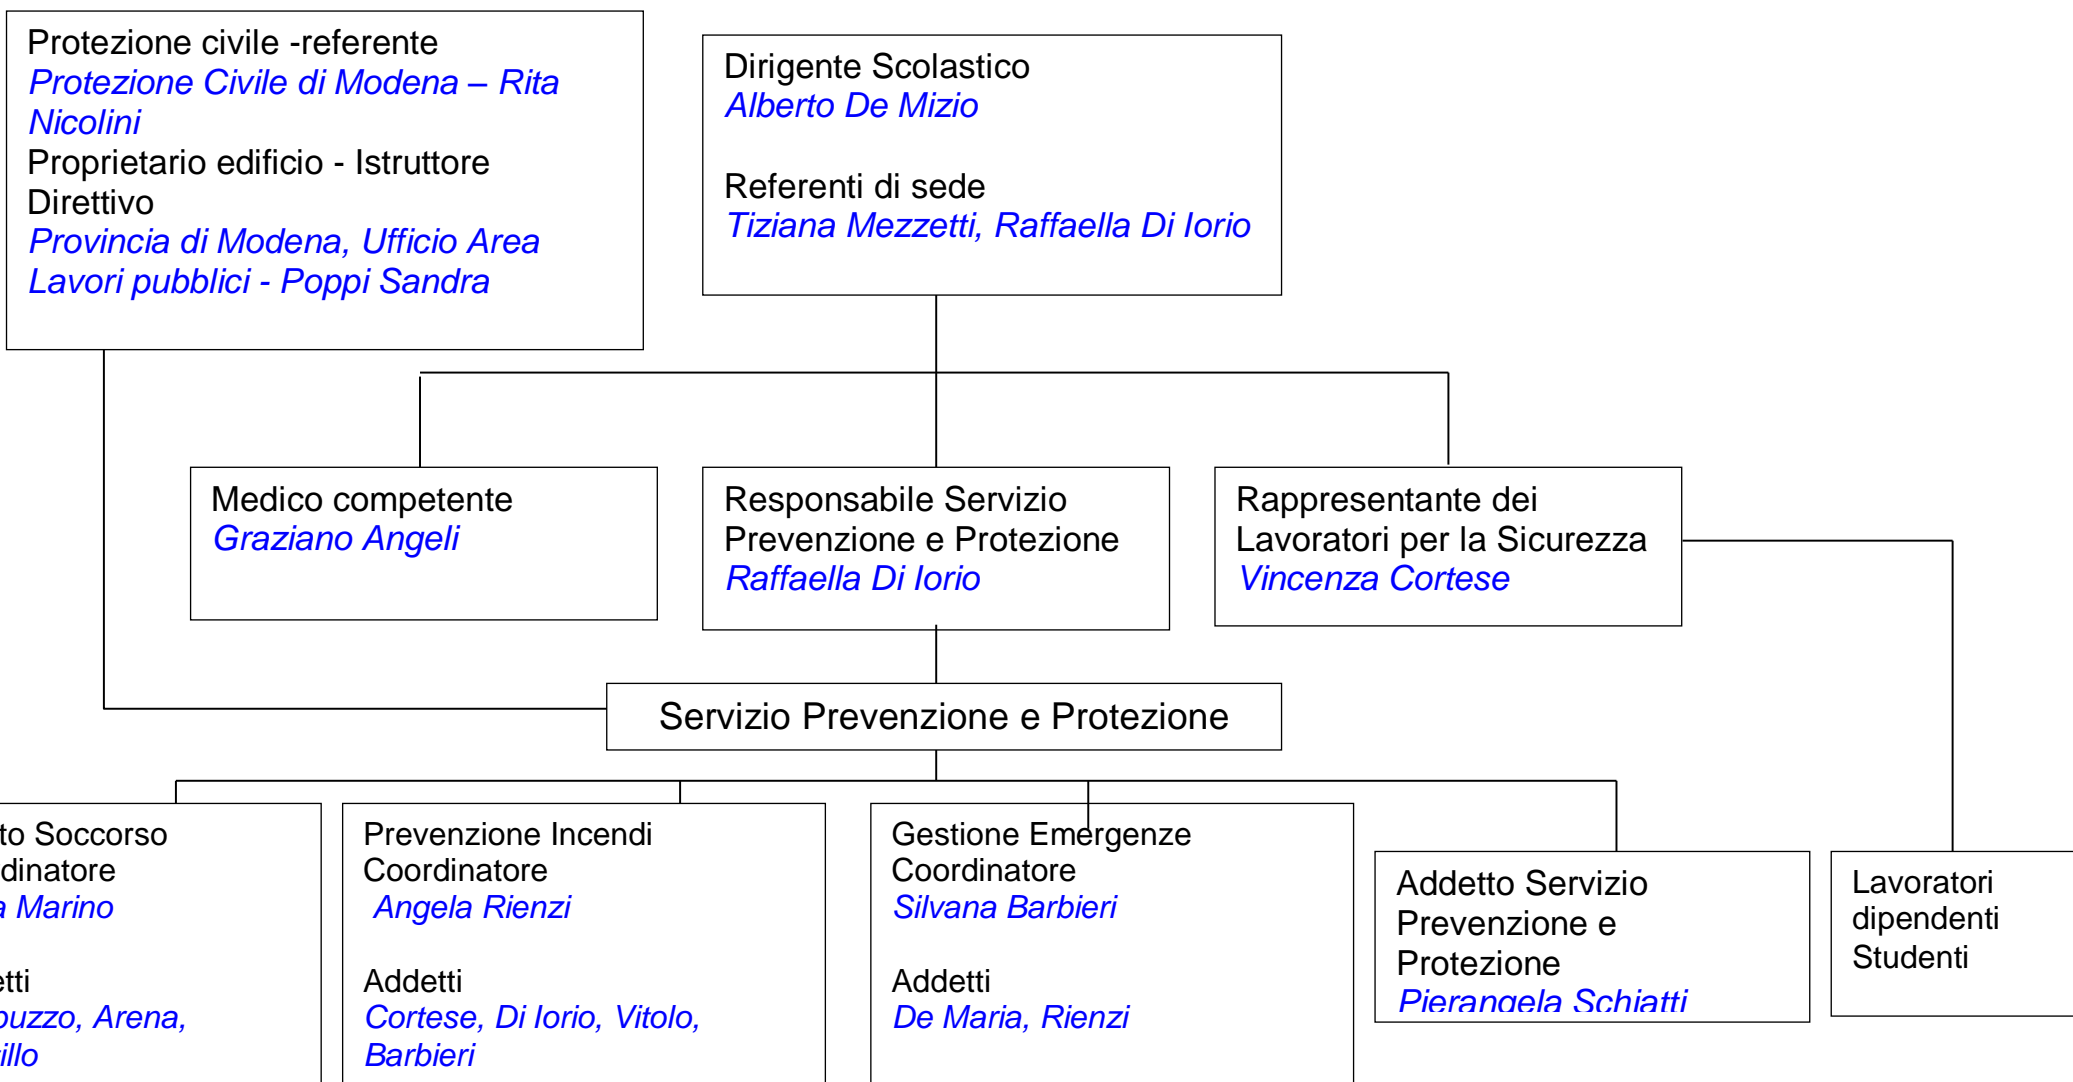 Protezione civile -referente
Protezione Civile di Modena – Rita
Nicolini
Proprietario edificio - Istruttore
Direttivo
Provincia di Modena, Ufficio Area
Lavori pubblici - Poppi Sandra
Dirigente Scolastico
Alberto De Mizio
Referenti di sede
Tiziana Mezzetti, Raffaella Di Iorio
Medico competente
Graziano Angeli
Responsabile Servizio
Prevenzione e Protezione
Raffaella Di Iorio
Rappresentante dei
Lavoratori per la Sicurezza
Vincenza Cortese
Servizio Prevenzione e Protezione
Soccorso
Marino
Arena,
Prevenzione Incendi
Coordinatore
Angela Rienzi
Addetti
Cortese, Di Iorio, Vitolo,
Barbieri
Gestione Emergenze
Coordinatore
Silvana Barbieri
Addetti
De Maria, Rienzi
Addetto Servizio
Prevenzione e
Protezione
Pierangela Schiatti
Lavoratori
dipendenti
Studenti